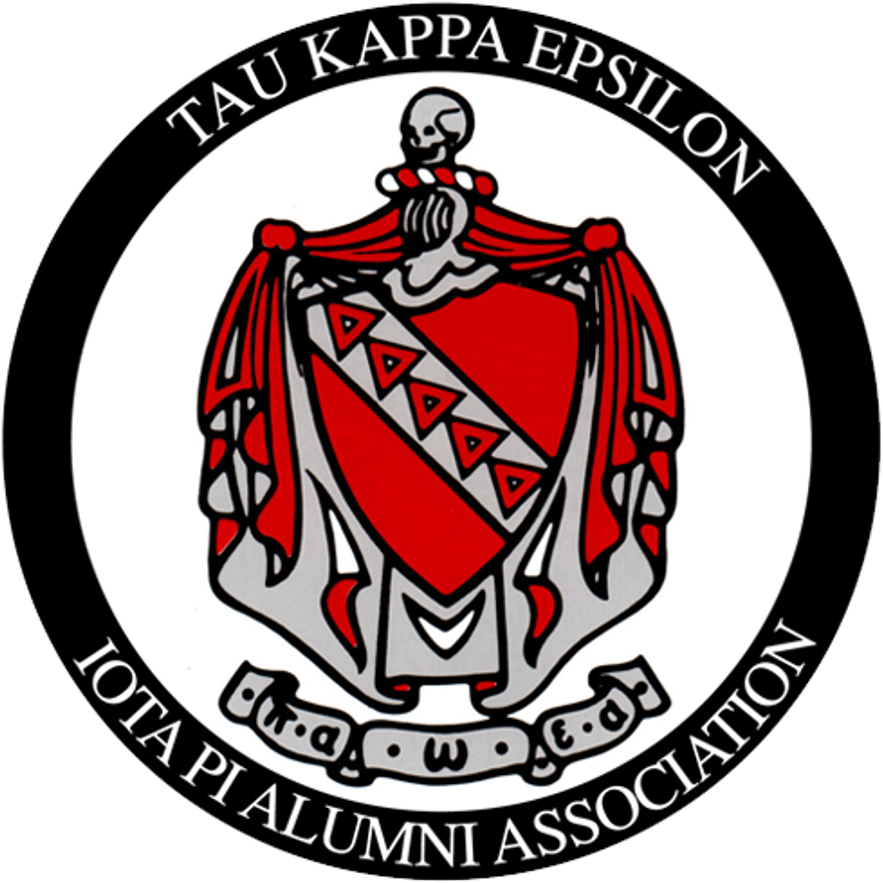 TAU KAPPA EPSILON
π · α · ω · ε · α
IOTA PI ALUMNI ASSOCIATION